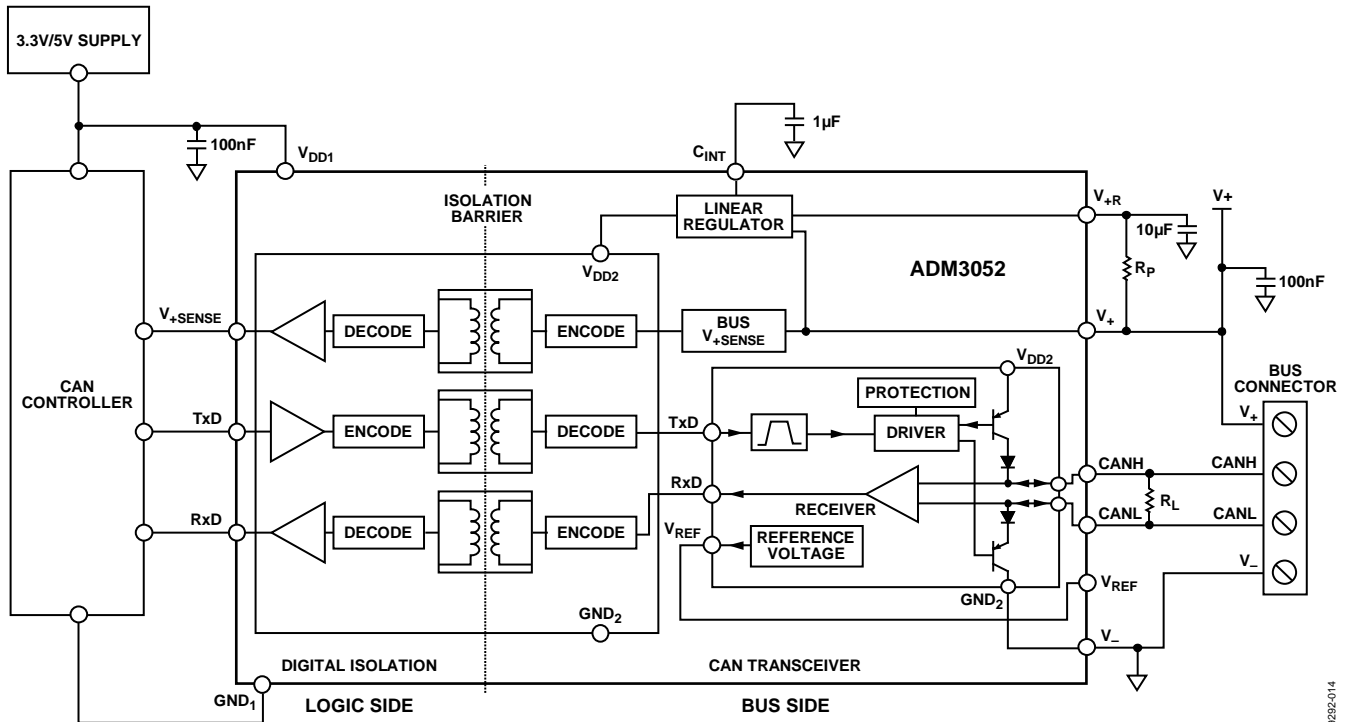 3.3V/5V SUPPLY
100nF
VDD1
CINT
1µF
ISOLATION
BARRIER
LINEAR
REGULATOR
V+R
10µF
RP
V+
100nF
ADM3052
VDD2
V+SENSE
DECODE
ENCODE
BUS
V+SENSE
V+
CAN
CONTROLLER
TxD
ENCODE
DECODE
TxD
VDD2
PROTECTION
DRIVER
BUS
CONNECTOR
V+
CANH
CANH
RL
CANL
CANL
V–
RxD
DECODE
ENCODE
RxD
RECEIVER
VREF
REFERENCE
VOLTAGE
GND2
VREF
GND2
V–
DIGITAL ISOLATION
CAN TRANSCEIVER
GND1
LOGIC SIDE
BUS SIDE